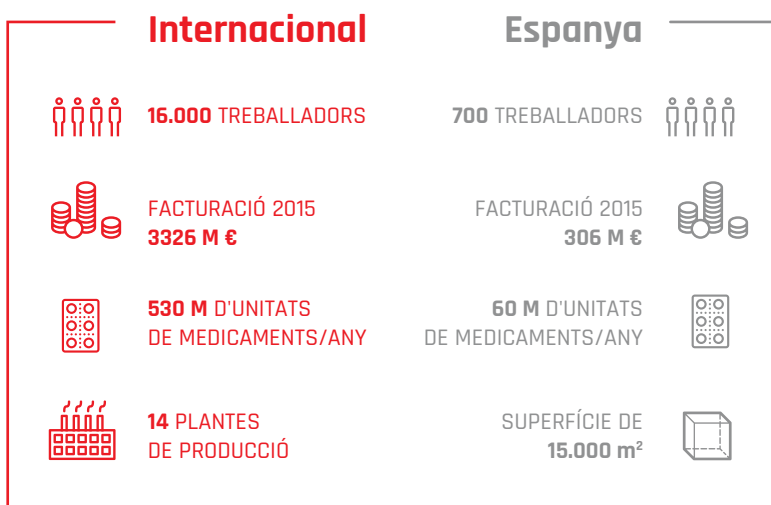 Internacional
16.000 TREBALLADORS
FACTURACIÓ 2015
3326 M €
530 M D'UNITATS
DE MEDICAMENTS/ANY
14 PLANTES
DE PRODUCCIÓ
Espanya
700 TREBALLADORS
FACTURACIÓ 2015
306 M €
60 M D'UNITATS
DE MEDICAMENTS/ANY
SUPERFÍCIE DE
15.000 m²